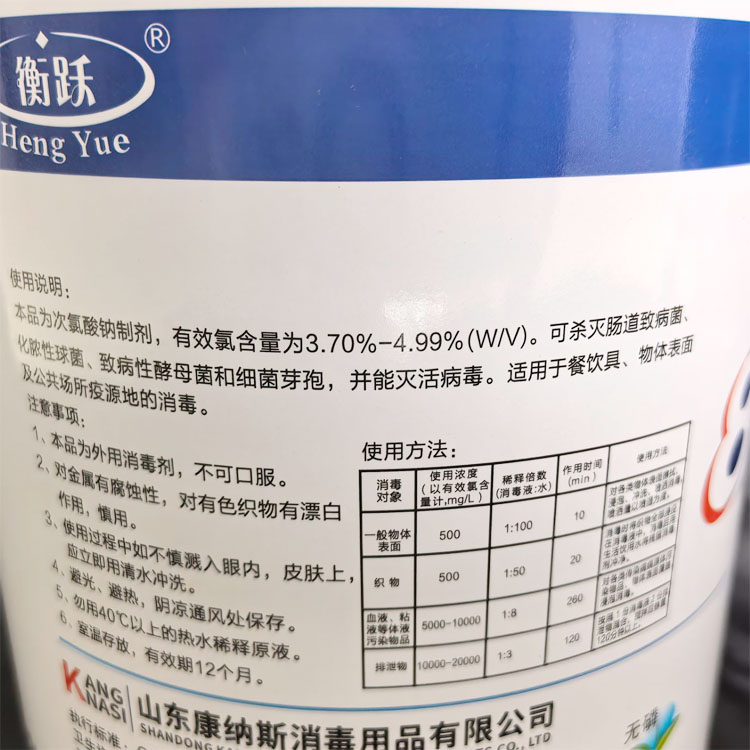 衡跃®
Heng Yue
使用说明:
本品为次氯酸钠制剂，有效氯含量为3.70%-4.99%(W/V)。可杀灭肠道致病菌、
化脓性球菌、致病性酵母菌和细菌芽孢，并能灭活病毒。适用于餐饮具、物体表面
及公共场所疫源地的消毒。
注意事项:
1、本品为外用消毒剂，不可口服。
2、对金属有腐蚀性，对有色织物有漂白
作用，慎用。
3、使用过程中如不慎溅入眼内，皮肤上，
应立即用清水冲洗。
4、避光、避热，阴凉通风处保存。
5、勿用40℃以上的热水稀释原液。
6、室温存放，有效期12个月。
使用方法:
消毒对象 使用浓度(以有效氯含量计,mg/L) 稀释倍数(消毒液:水) 作用时间(min) 使用方法
一般物体表面 500 1:100 10
织物 500 1:50 20
血液、粘液等体液污染物品 5000-10000 1:8 260
排泄物 10000-20000 1:3 120
KANG NASI
山东康纳斯消毒用品有限公司
执行标准:
无磷